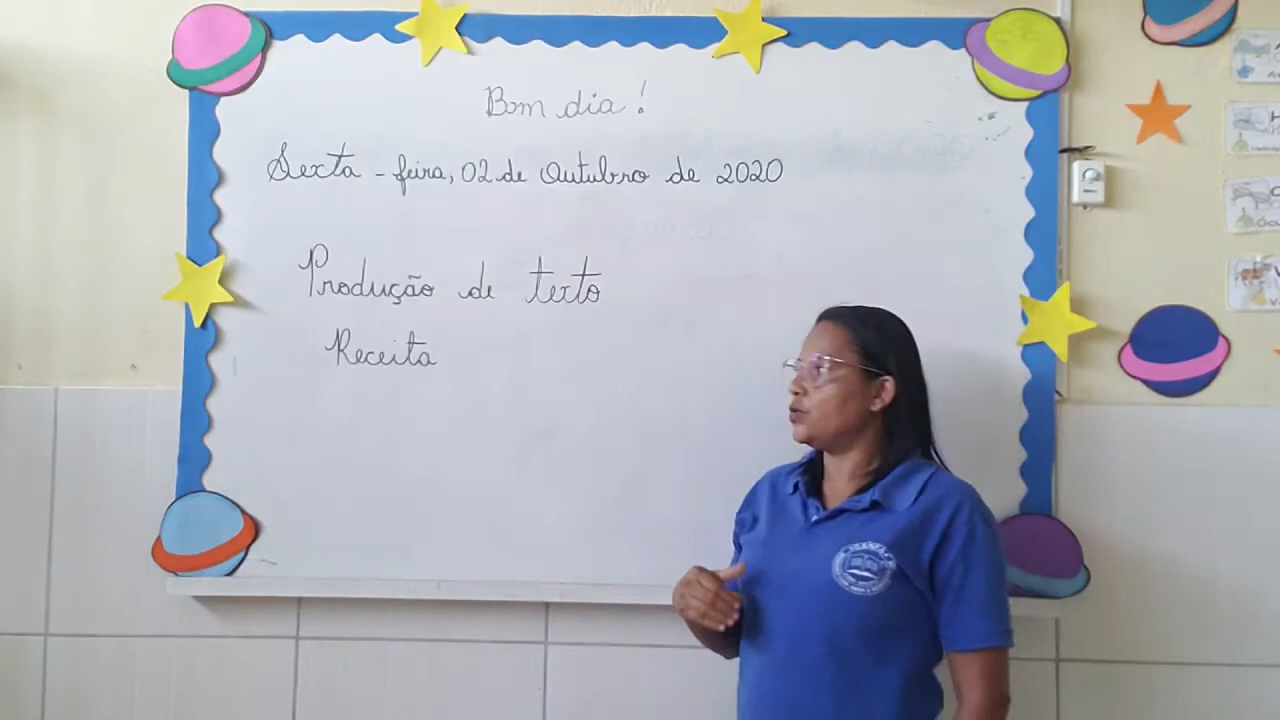 Bom dia!
Sexta-feira, 02 de Outubro de 2020
Produção de texto
Receita